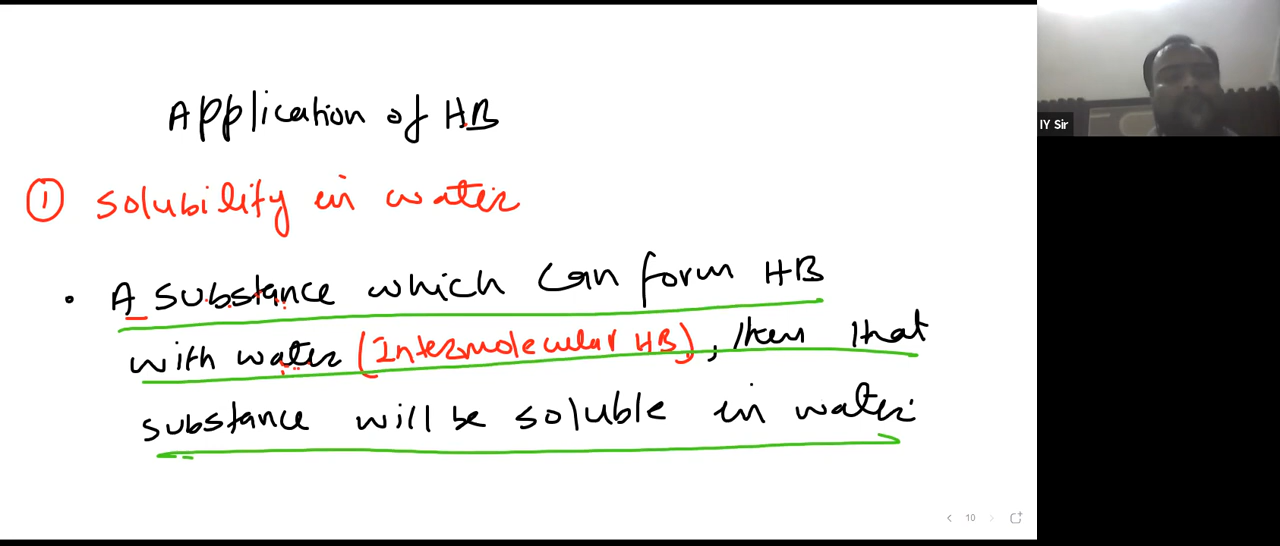 Application of HB
① solubility in water
• A substance which can form HB
with water (Intermolecular HB), then that
substance will be soluble in water
IY Sir
10